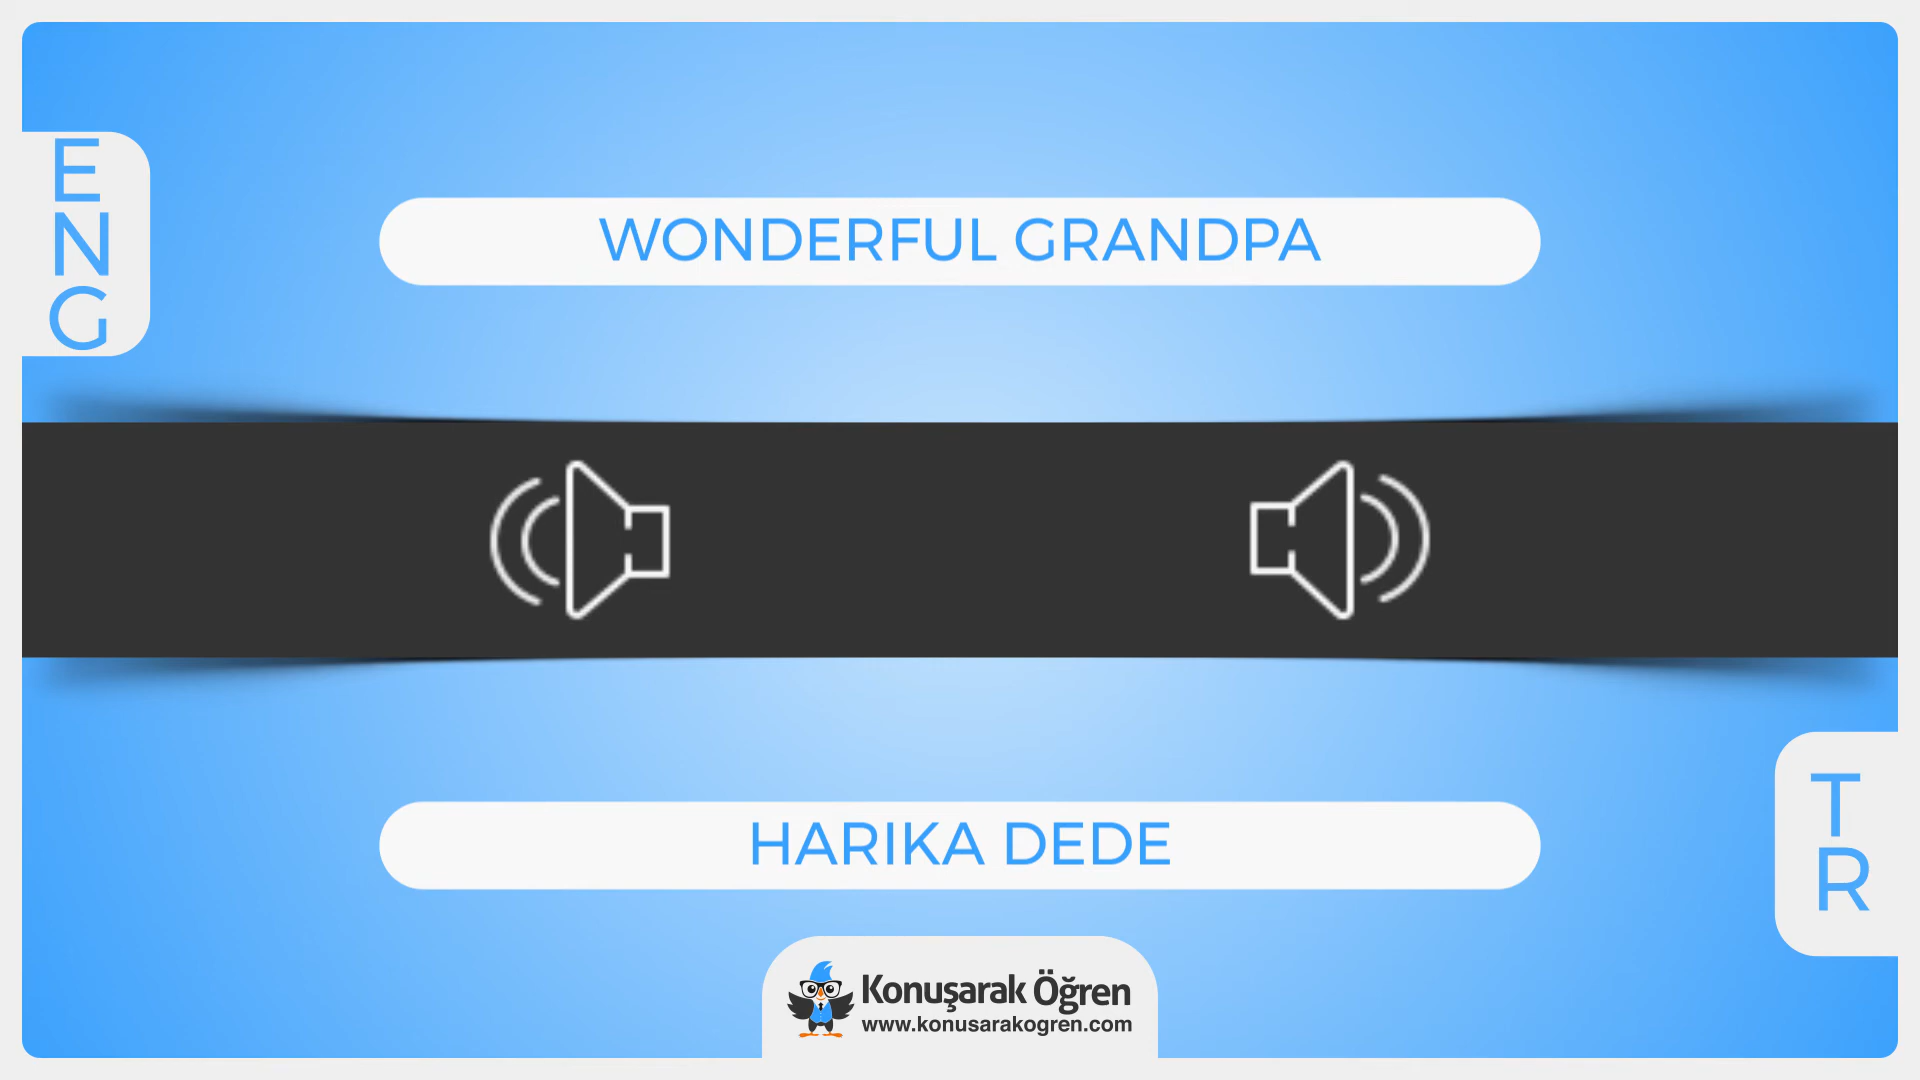 ENG
WONDERFUL GRANDPA
HARIKA DEDE
TR
Konuşarak Öğren
www.konusarakogren.com